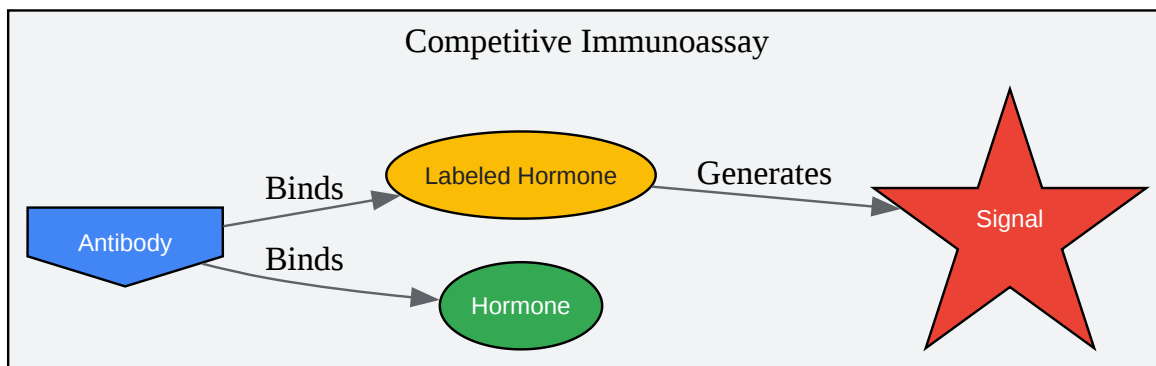 Competitive Immunoassay
Binds
Labeled Hormone
Generates
Signal
Antibody
Binds
Hormone